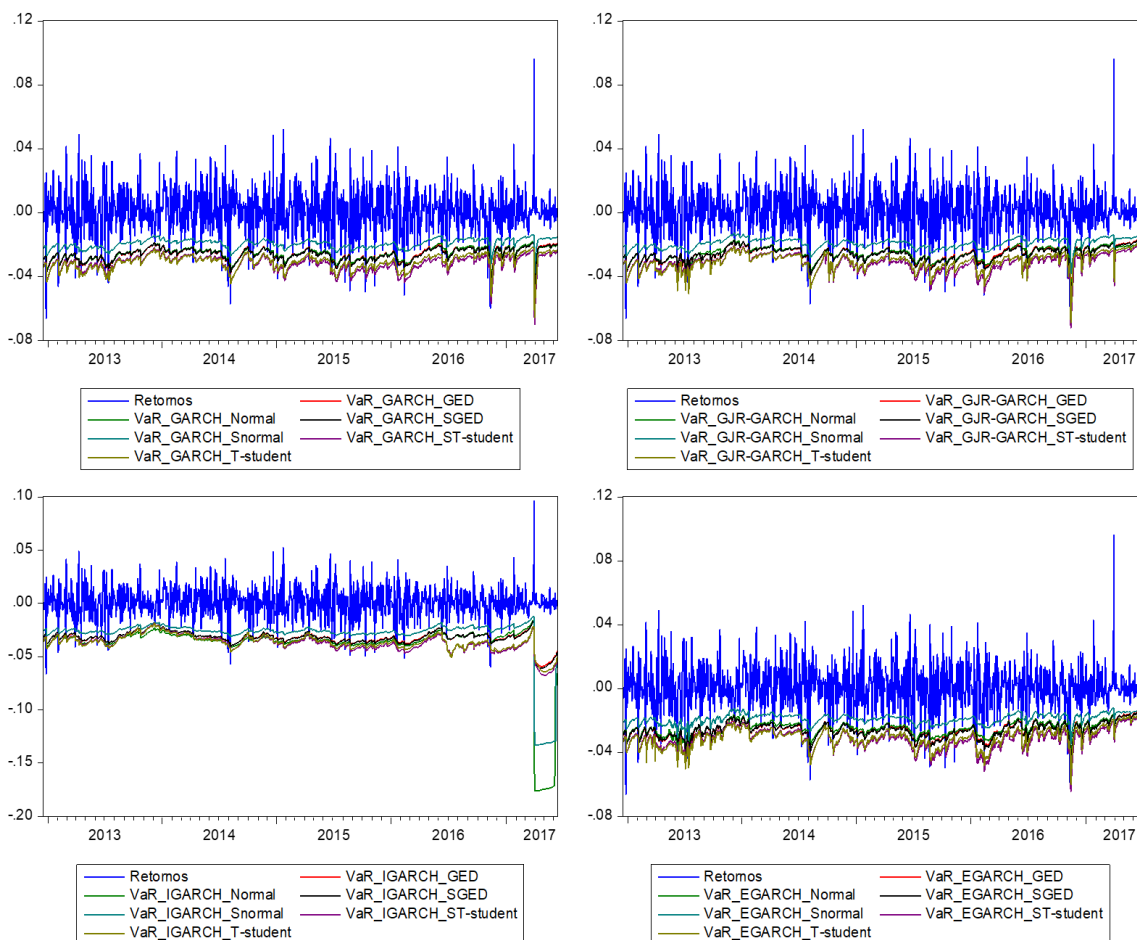 .12
.08
.04
.00
-.04
-.08
2013 2014 2015 2016 2017
Retornos VaR_GARCH_GED
VaR_GARCH_Normal VaR_GARCH_SGED
VaR_GARCH_Snormal VaR_GARCH_ST-student
VaR_GARCH_T-student
.12
.08
.04
.00
-.04
-.08
2013 2014 2015 2016 2017
Retornos VaR_GJR-GARCH_GED
VaR_GJR-GARCH_Normal VaR_GJR-GARCH_SGED
VaR_GJR-GARCH_Snormal VaR_GJR-GARCH_ST-student
VaR_GJR-GARCH_T-student
.10
.05
.00
-.05
-.10
-.15
-.20
2013 2014 2015 2016 2017
Retornos VaR_IGARCH_GED
VaR_IGARCH_Normal VaR_IGARCH_SGED
VaR_IGARCH_Snormal VaR_IGARCH_ST-student
VaR_IGARCH_T-student
.12
.08
.04
.00
-.04
-.08
2013 2014 2015 2016 2017
Retornos VaR_EGARCH_GED
VaR_EGARCH_Normal VaR_EGARCH_SGED
VaR_EGARCH_Snormal VaR_EGARCH_ST-student
VaR_EGARCH_T-student